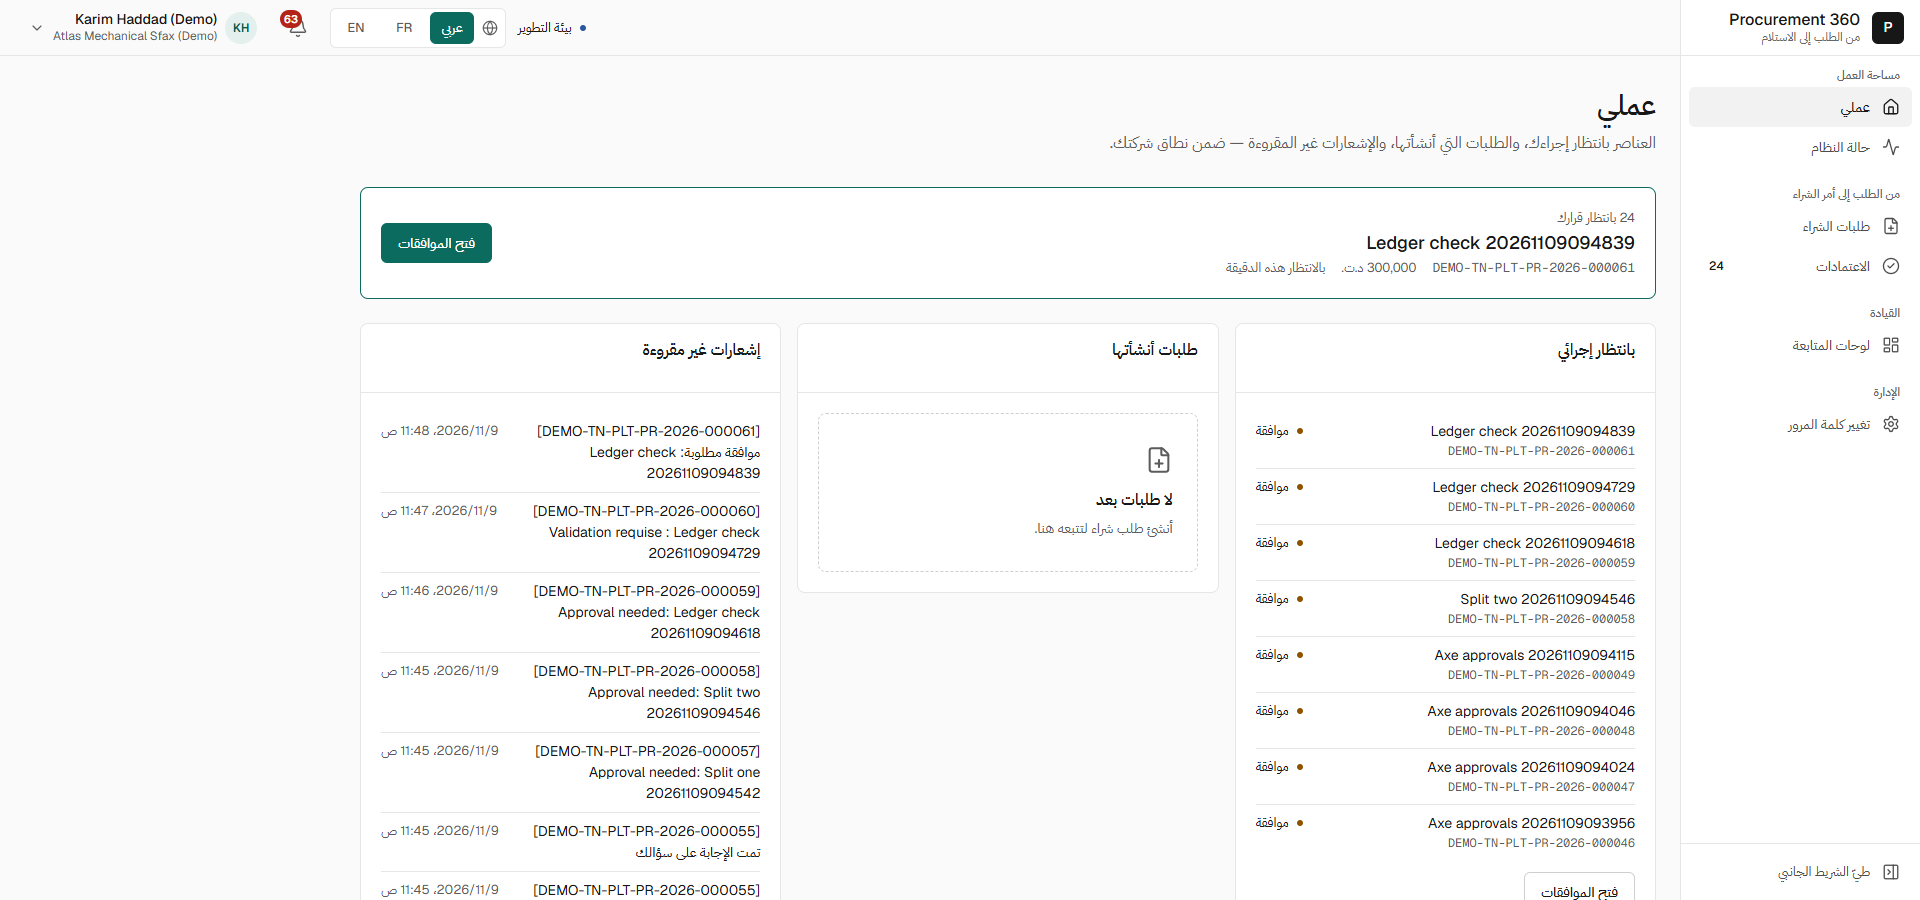 Procurement 360
من الطلب إلى الاستلام
P
بيئة التطوير
عربي
FR
EN
63
KH
Karim Haddad (Demo)
Atlas Mechanical Sfax (Demo)
مساحة العمل
عملي
حالة النظام
من الطلب إلى أمر الشراء
طلبات الشراء
الاعتمادات
24
القيادة
لوحات المتابعة
الإدارة
تغيير كلمة المرور
طيّ الشريط الجانبي
عملي
العناصر بانتظار إجراءك، والطلبات التي أنشأتها، والإشعارات غير المقروءة — ضمن نطاق شركتك.
24 بانتظار قرارك
Ledger check 20261109094839
DEMO-TN-PLT-PR-2026-000061 300,000 د.ت. بالانتظار هذه الدقيقة
فتح الموافقات
بانتظار إجرائي
Ledger check 20261109094839
موافقة
DEMO-TN-PLT-PR-2026-000061
Ledger check 20261109094729
موافقة
DEMO-TN-PLT-PR-2026-000060
Ledger check 20261109094618
موافقة
DEMO-TN-PLT-PR-2026-000059
Split two 20261109094546
موافقة
DEMO-TN-PLT-PR-2026-000058
Axe approvals 20261109094115
موافقة
DEMO-TN-PLT-PR-2026-000049
Axe approvals 20261109094046
موافقة
DEMO-TN-PLT-PR-2026-000048
Axe approvals 20261109094024
موافقة
DEMO-TN-PLT-PR-2026-000047
Axe approvals 20261109093956
موافقة
DEMO-TN-PLT-PR-2026-000046
فتح الموافقات
طلبات أنشأتها
لا طلبات بعد
أنشئ طلب شراء لتتبعه هنا.
إشعارات غير مقروءة
[DEMO-TN-PLT-PR-2026-000061]
موافقة مطلوبة: Ledger check
20261109094839
2026/11/9، 11:48 ص
[DEMO-TN-PLT-PR-2026-000060]
Validation requise : Ledger check
20261109094729
2026/11/9، 11:47 ص
[DEMO-TN-PLT-PR-2026-000059]
Approval needed: Ledger check
20261109094618
2026/11/9، 11:46 ص
[DEMO-TN-PLT-PR-2026-000058]
Approval needed: Split two
20261109094546
2026/11/9، 11:45 ص
[DEMO-TN-PLT-PR-2026-000057]
Approval needed: Split one
20261109094542
2026/11/9، 11:45 ص
[DEMO-TN-PLT-PR-2026-000055]
تمت الإجابة على سؤالك
2026/11/9، 11:45 ص
[DEMO-TN-PLT-PR-2026-000055]
2026/11/9، 11:45 ص